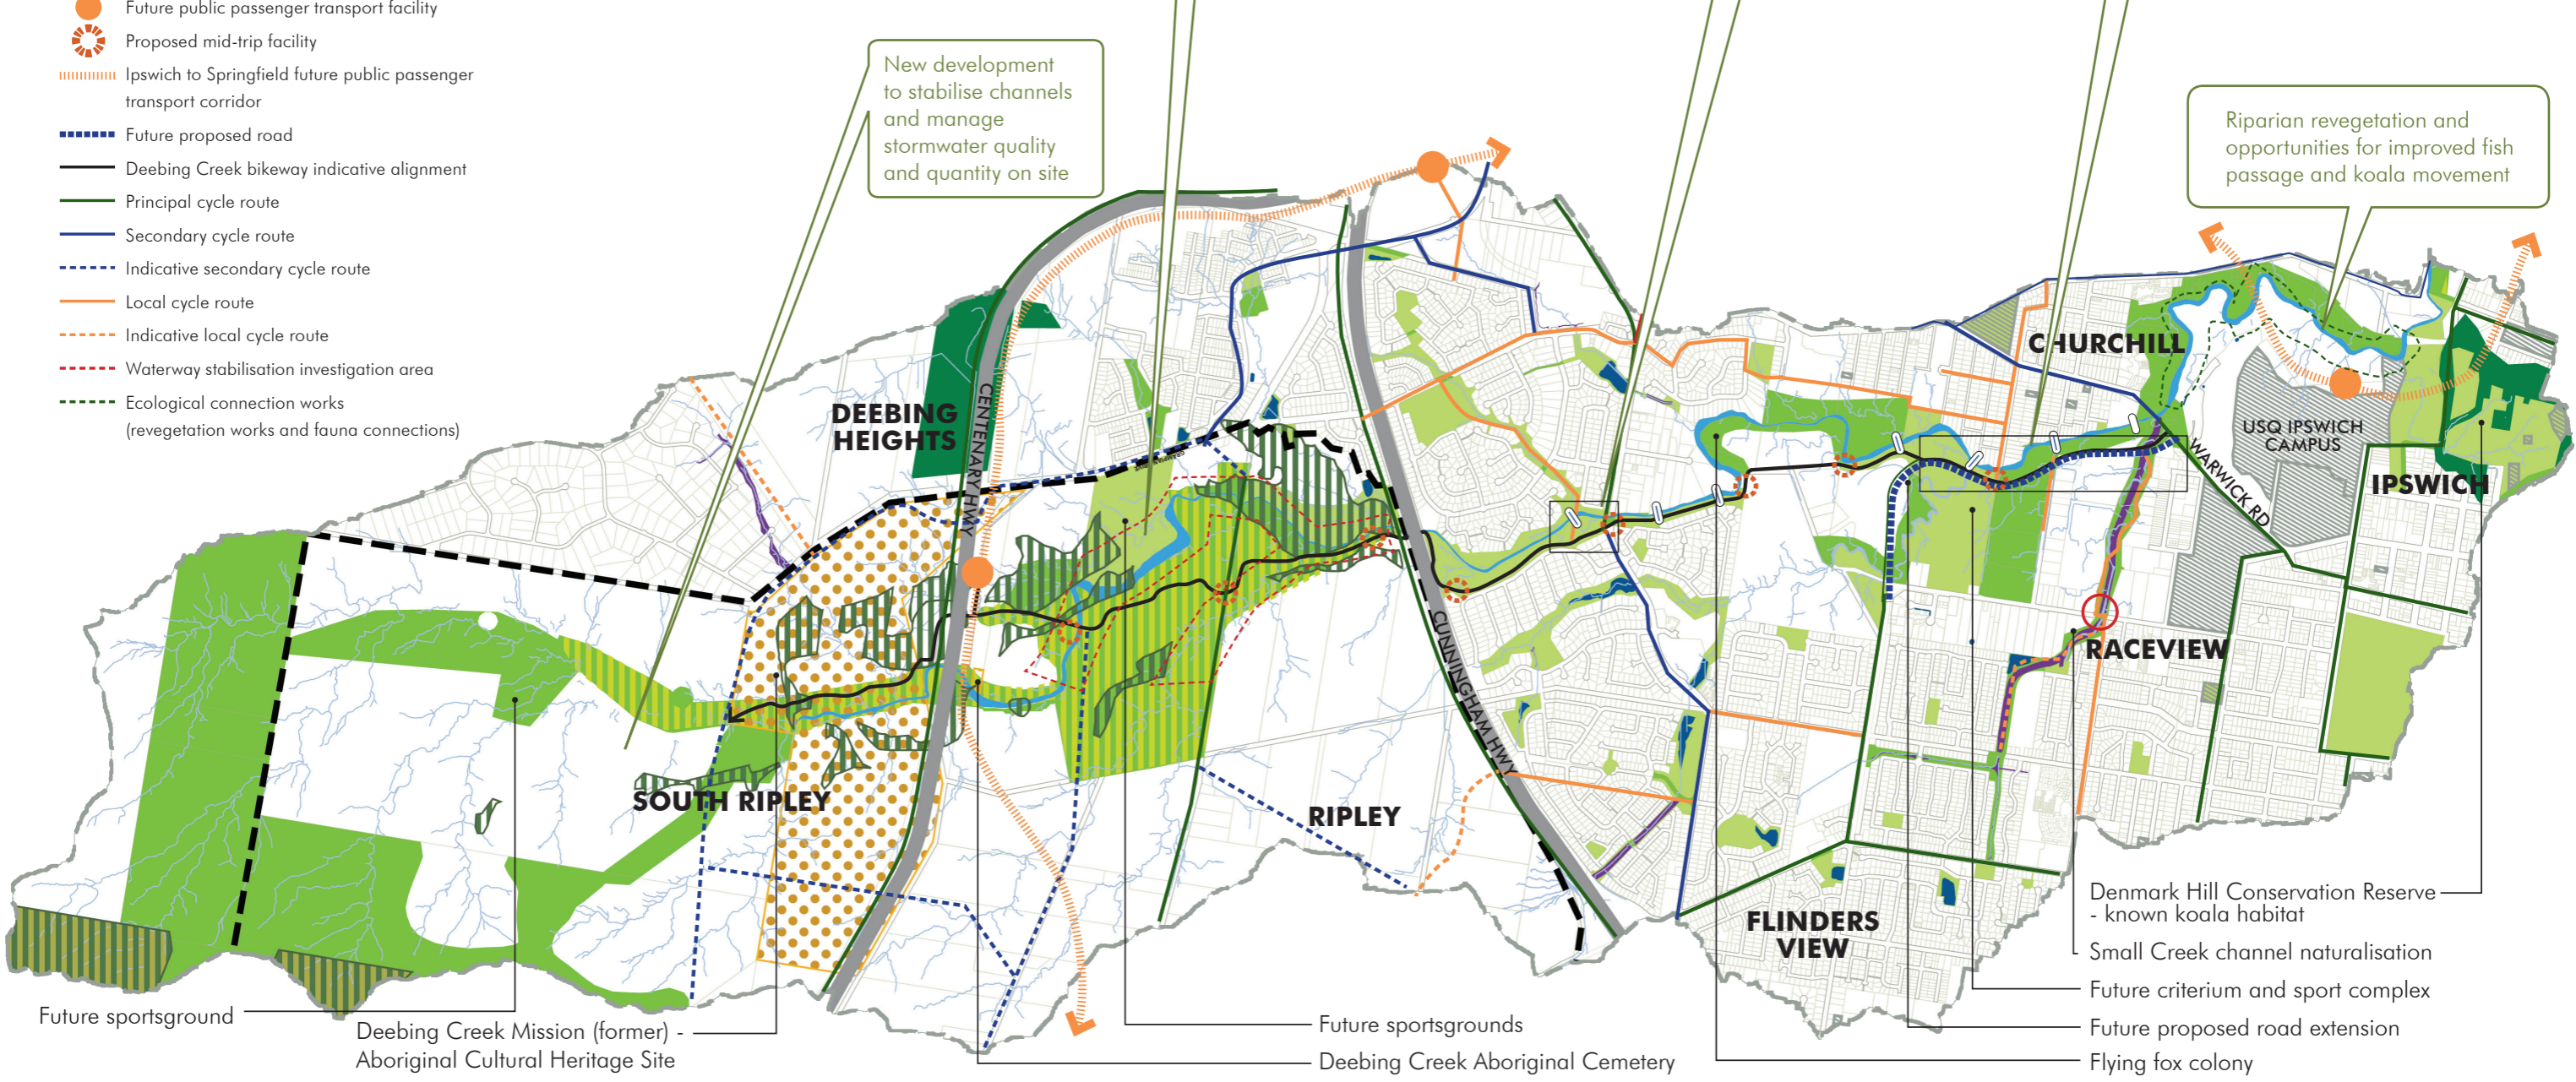 Future public passenger transport facility
Proposed mid-trip facility
Ipswich to Springfield future public passenger
transport corridor
Future proposed road
Deebing Creek bikeway indicative alignment
Principal cycle route
Secondary cycle route
Indicative secondary cycle route
Local cycle route
Indicative local cycle route
Waterway stabilisation investigation area
Ecological connection works
(revegetation works and fauna connections)
New development
to stabilise channels
and manage
stormwater quality
and quantity on site
Riparian revegetation and
opportunities for improved fish
passage and koala movement
DEEBING
HEIGHTS
CENTENARY HWY
CHURCHILL
USQ IPSWICH
CAMPUS
WARWICK RD
IPSWICH
RACEVIEW
CUNNINGHAM HWY
SOUTH RIPLEY
RIPLEY
FLINDERS
VIEW
Future sportsground
Deebing Creek Mission (former) -
Aboriginal Cultural Heritage Site
Future sportsgrounds
Deebing Creek Aboriginal Cemetery
Denmark Hill Conservation Reserve
- known koala habitat
Small Creek channel naturalisation
Future criterium and sport complex
Future proposed road extension
Flying fox colony